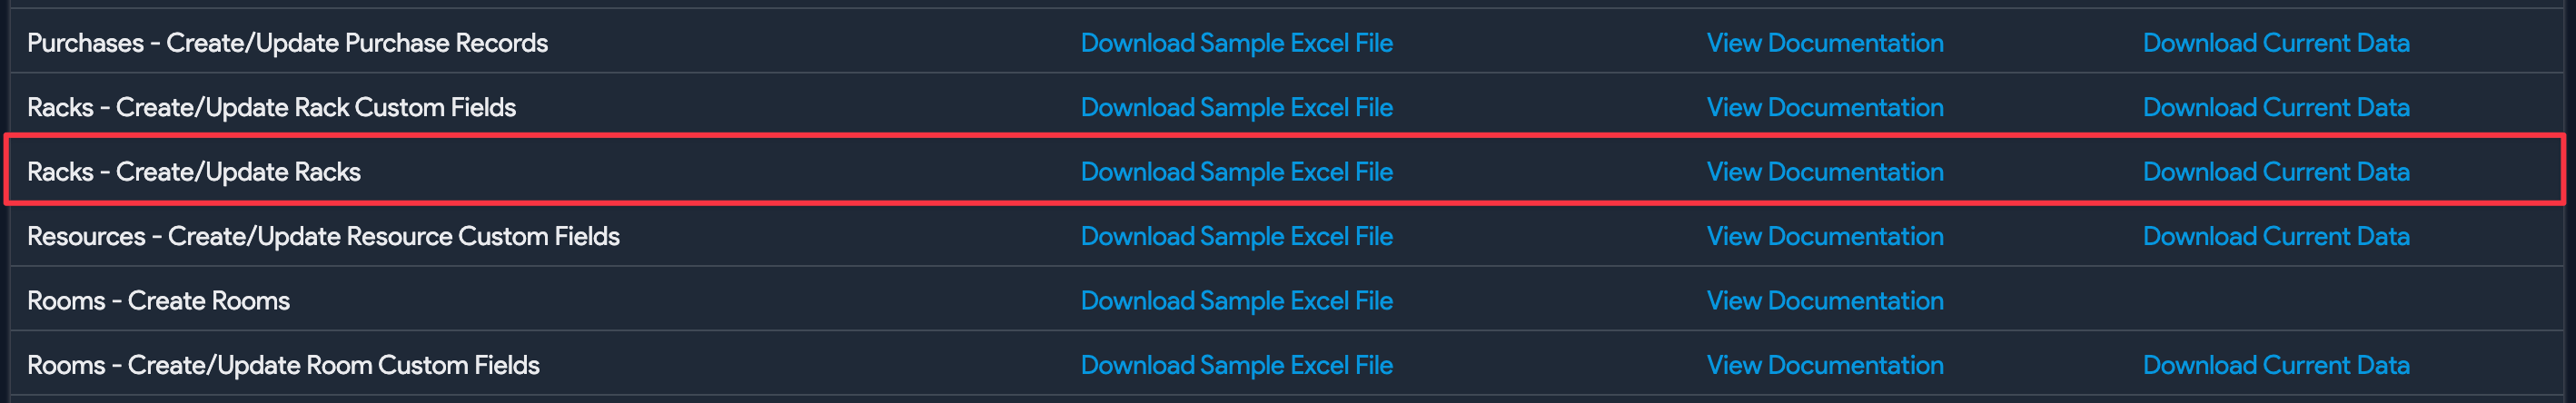 Purchases - Create/Update Purchase Records Download Sample Excel File View Documentation Download Current Data
Racks - Create/Update Rack Custom Fields Download Sample Excel File View Documentation Download Current Data
Racks - Create/Update Racks Download Sample Excel File View Documentation Download Current Data
Resources - Create/Update Resource Custom Fields Download Sample Excel File View Documentation Download Current Data
Rooms - Create Rooms Download Sample Excel File View Documentation
Rooms - Create/Update Room Custom Fields Download Sample Excel File View Documentation Download Current Data